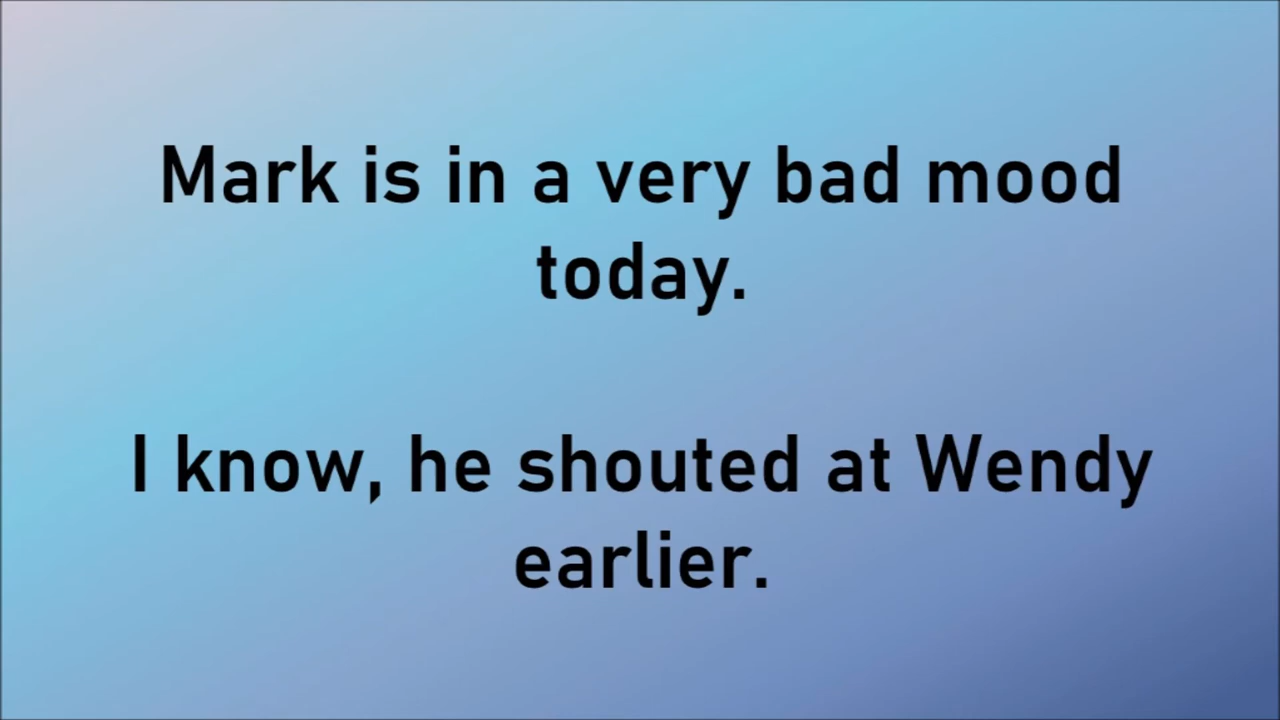 Mark is in a very bad mood
today.
I know, he shouted at Wendy
earlier.